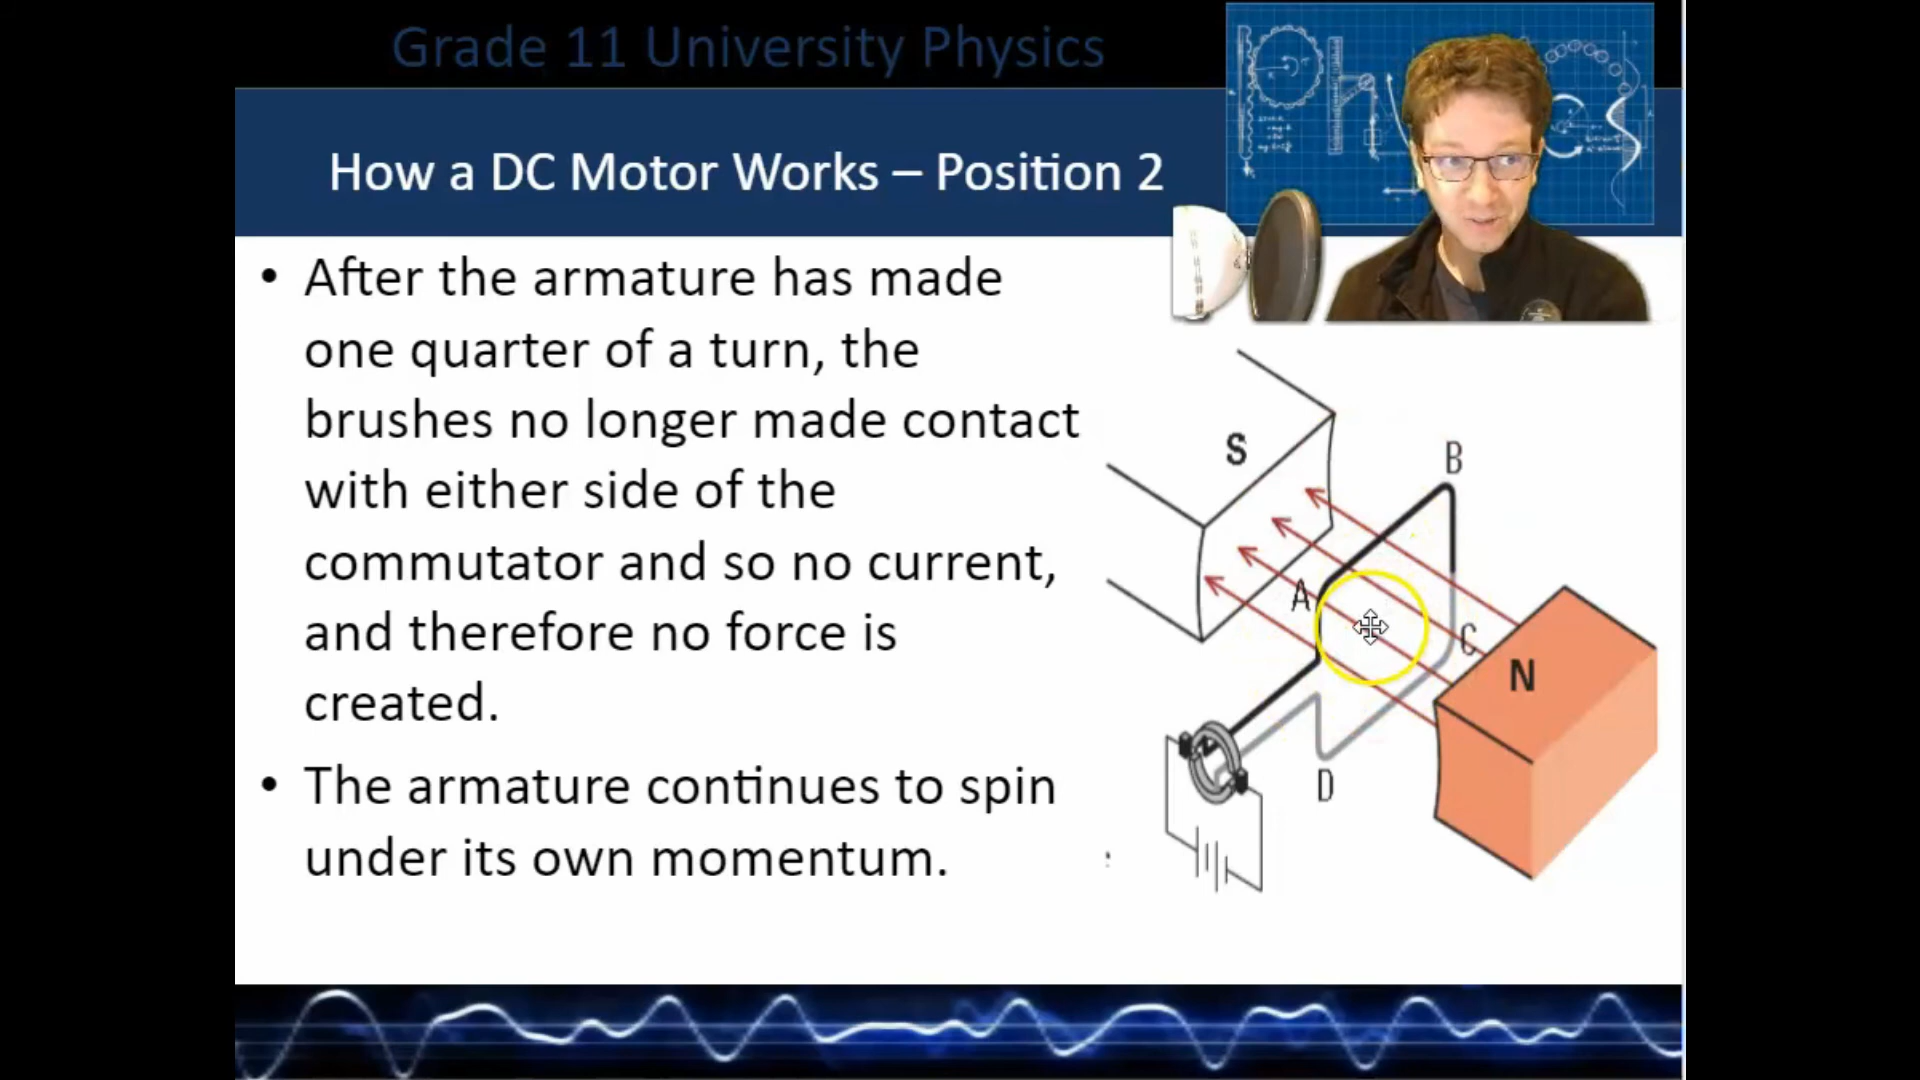 Grade 11 University Physics
How a DC Motor Works – Position 2
• After the armature has made
one quarter of a turn, the
brushes no longer made contact
with either side of the
commutator and so no current,
and therefore no force is
created.
• The armature continues to spin
under its own momentum.
S
B
A
C
N
D